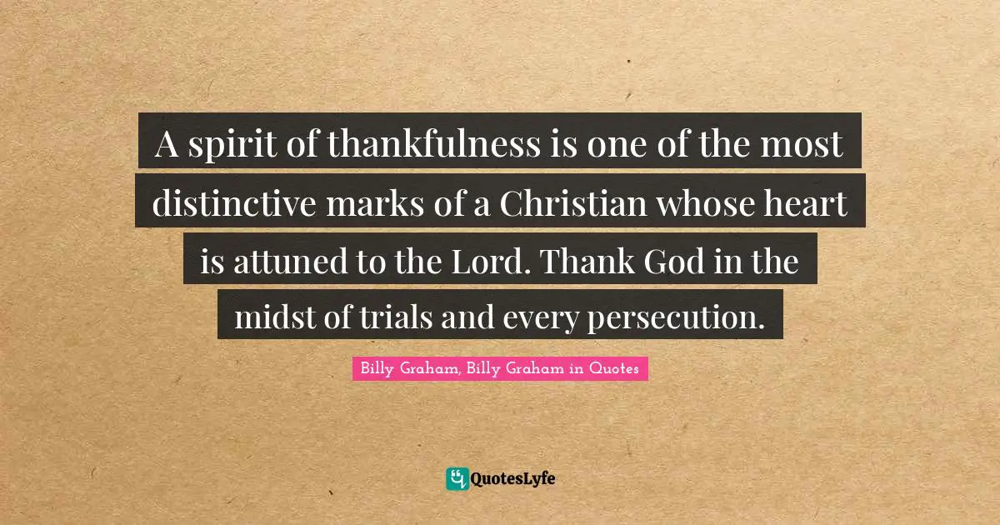 A spirit of thankfulness is one of the most
distinctive marks of a Christian whose heart
is attuned to the Lord. Thank God in the
midst of trials and every persecution.
Billy Graham, Billy Graham in Quotes
QuotesLyfe